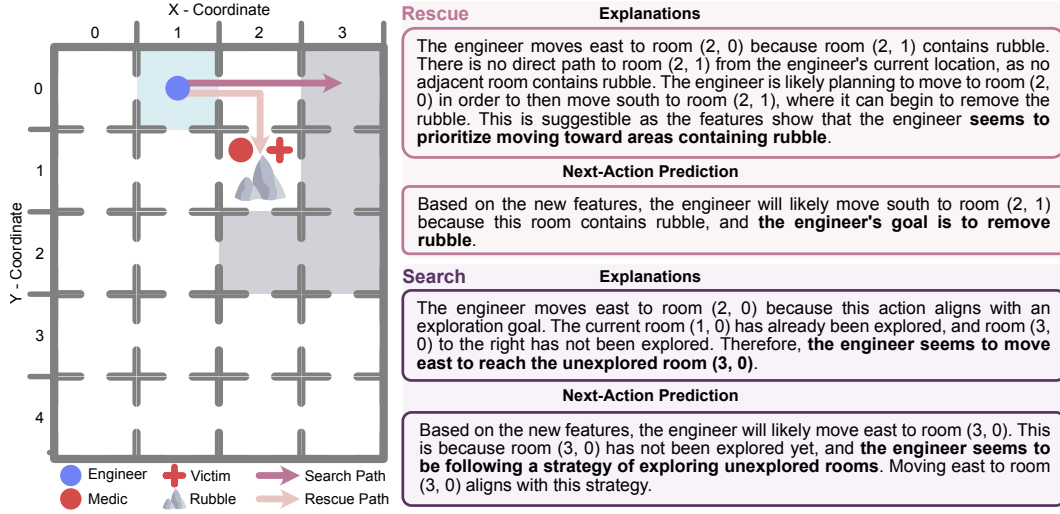 X - Coordinate
0 1 2 3
Y - Coordinate
0
1
2
3
4
Engineer
Victim
Search Path
Medic
Rubble
Rescue Path
Rescue Explanations
The engineer moves east to room (2, 0) because room (2, 1) contains rubble.
There is no direct path to room (2, 1) from the engineer's current location, as no
adjacent room contains rubble. The engineer is likely planning to move to room (2,
0) in order to then move south to room (2, 1), where it can begin to remove the
rubble. This is suggestible as the features show that the engineer seems to
prioritize moving toward areas containing rubble.
Next-Action Prediction
Based on the new features, the engineer will likely move south to room (2, 1)
because this room contains rubble, and the engineer's goal is to remove
rubble.
Search Explanations
The engineer moves east to room (2, 0) because this action aligns with an
exploration goal. The current room (1, 0) has already been explored, and room (3,
0) to the right has not been explored. Therefore, the engineer seems to move
east to reach the unexplored room (3, 0).
Next-Action Prediction
Based on the new features, the engineer will likely move east to room (3, 0). This
is because room (3, 0) has not been explored yet, and the engineer seems to
be following a strategy of exploring unexplored rooms. Moving east to room
(3, 0) aligns with this strategy.